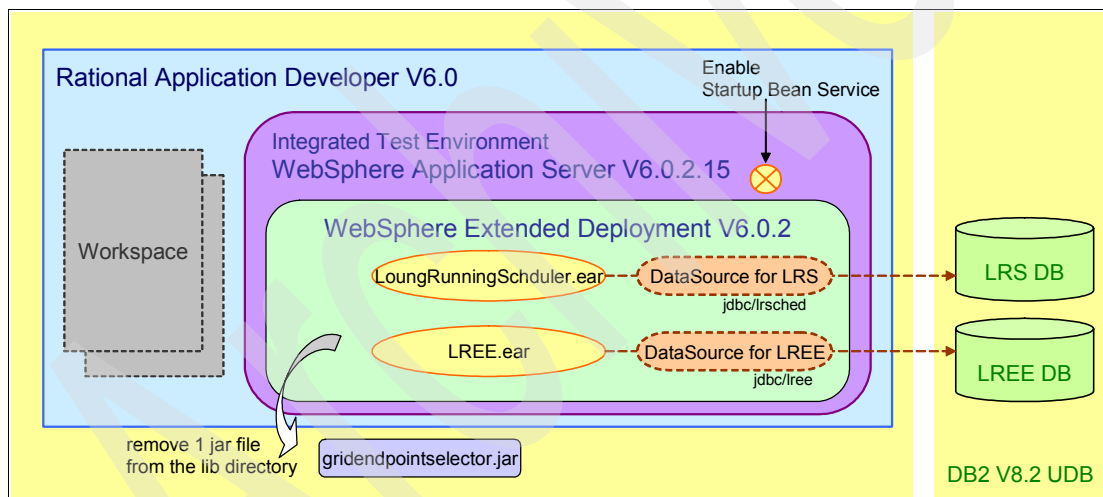 Rational Application Developer V6.0
Enable
Startup Bean Service
Integrated Test Environment
WebSphere Application Server V6.0.2.15
Workspace
WebSphere Extended Deployment V6.0.2
LoungRunningSchduler.ear
DataSource for LRS
jdbc/lrsched
LRS DB
LREE.ear
DataSource for LREE
jdbc/lree
LREE DB
remove 1 jar file
from the lib directory
gridendpointselector.jar
DB2 V8.2 UDB